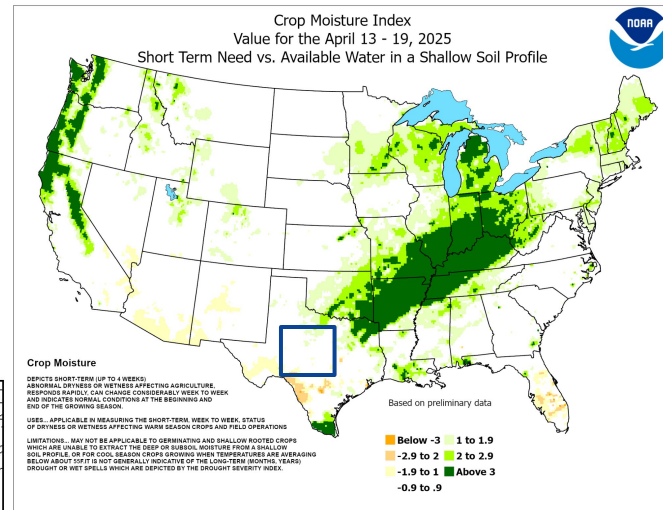 Crop Moisture Index
Value for the April 13 - 19, 2025
Short Term Need vs. Available Water in a Shallow Soil Profile
NOAA
Crop Moisture
DEPICTS SHORT-TERM (UP TO 4 WEEKS)
ABNORMAL DRYNESS OR WETNESS AFFECTING AGRICULTURE,
RESPONDS RAPIDLY, CAN CHANGE CONSIDERABLY WEEK TO WEEK
AND INDICATES NORMAL CONDITIONS AT THE BEGINNING AND
END OF THE GROWING SEASON.
USES... APPLICABLE IN MEASURING THE SHORT-TERM, WEEK TO WEEK, STATUS
OF DRYNESS OR WETNESS AFFECTING WARM SEASON CROPS AND FIELD OPERATIONS
LIMITATIONS... MAY NOT BE APPLICABLE TO GERMINATING AND SHALLOW ROOTED CROPS
WHICH ARE UNABLE TO EXTRACT THE DEEP OR SUBSOIL MOISTURE FROM A SHALLOW
SOIL PROFILE, OR FOR COOL SEASON CROPS GROWING WHEN TEMPERATURES ARE AVERAGING
BELOW ABOUT 55F.IT IS NOT GENERALLY INDICATIVE OF THE LONG-TERM (MONTHS, YEARS)
DROUGHT OR WET SPELLS WHICH ARE DEPICTED BY THE DROUGHT SEVERITY INDEX.
Based on preliminary data
Below -3
-2.9 to 2
-1.9 to 1
-0.9 to .9
1 to 1.9
2 to 2.9
Above 3